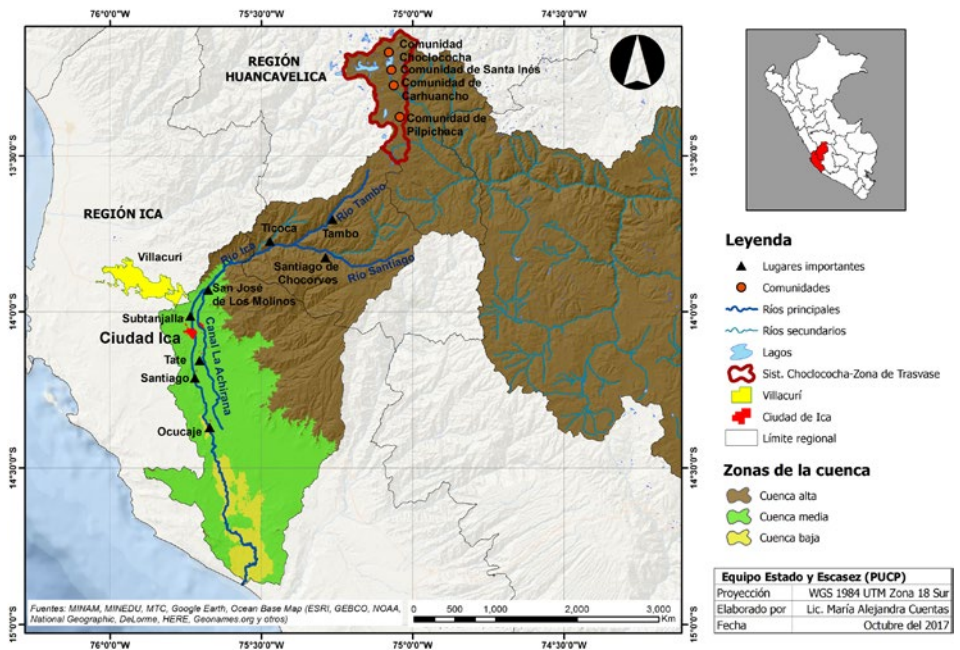 76°0'0"O
75°30'0"O
75°0'0"O
74°30'0"O
13°30'0"S
14°0'0"S
14°30'0"S
15°0'0"S
13°30'0"S
14°0'0"S
14°30'0"S
15°0'0"S
REGIÓN
HUANCAVELICA
Comunidad
Choclococha
Comunidad de Santa Inés
Comunidad de
Carhuancho
Comunidad de
Pilpichaca
REGIÓN ICA
Río Tambo
Ticoca
Tambo
Río Ica
Santiago de
Chocorvos
Río Santiago
Villacuri
San José
de Los Molinos
Subtanjalla
Ciudad Ica
Canal La Achirana
Tate
Santiago
Ocucaje
Fuentes: MINAM, MINEDU, MTC, Google Earth, Ocean Base Map (ESRI, GEBCO, NOAA,
National Geographic, DeLorme, HERE, Geonames.org y otros)
0 500 1,000 2,000 3,000
Km
76°0'0"O
75°30'0"O
75°0'0"O
74°30'0"O
Leyenda
Lugares importantes
Comunidades
Ríos principales
Ríos secundarios
Lagos
Sist. Choclococha-Zona de Trasvase
Villacurí
Ciudad de Ica
Límite regional
Zonas de la cuenca
Cuenca alta
Cuenca media
Cuenca baja
Equipo Estado y Escasez (PUCP)
Proyección WGS 1984 UTM Zona 18 Sur
Elaborado por Lic. María Alejandra Cuentas
Fecha Octubre del 2017